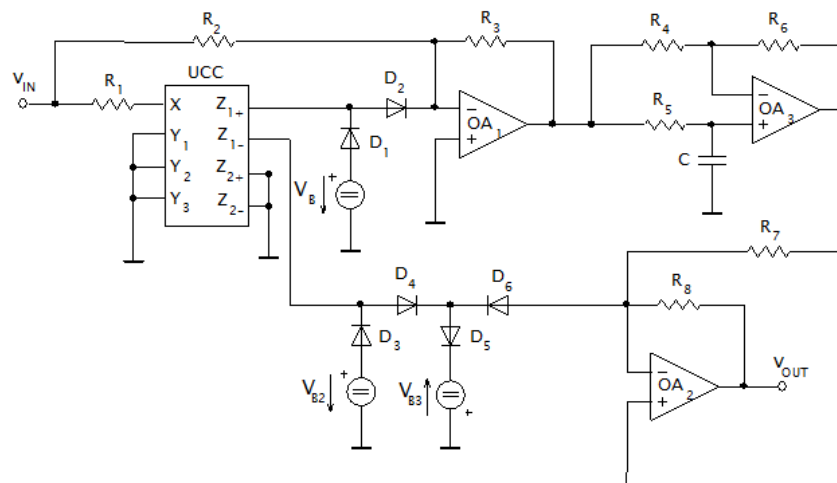 R2
R3
R4
R6
vIN
R1
UCC
X
Z1+
D2
−
OA1
+
R5
−
OA3
+
Y1
Z1-
D1
Y2
Z2+
+
VB
C
Y3
Z2-
R7
D4
D6
R8
D3
D5
+
VB2
VB3
+
−
OA2
+
vOUT